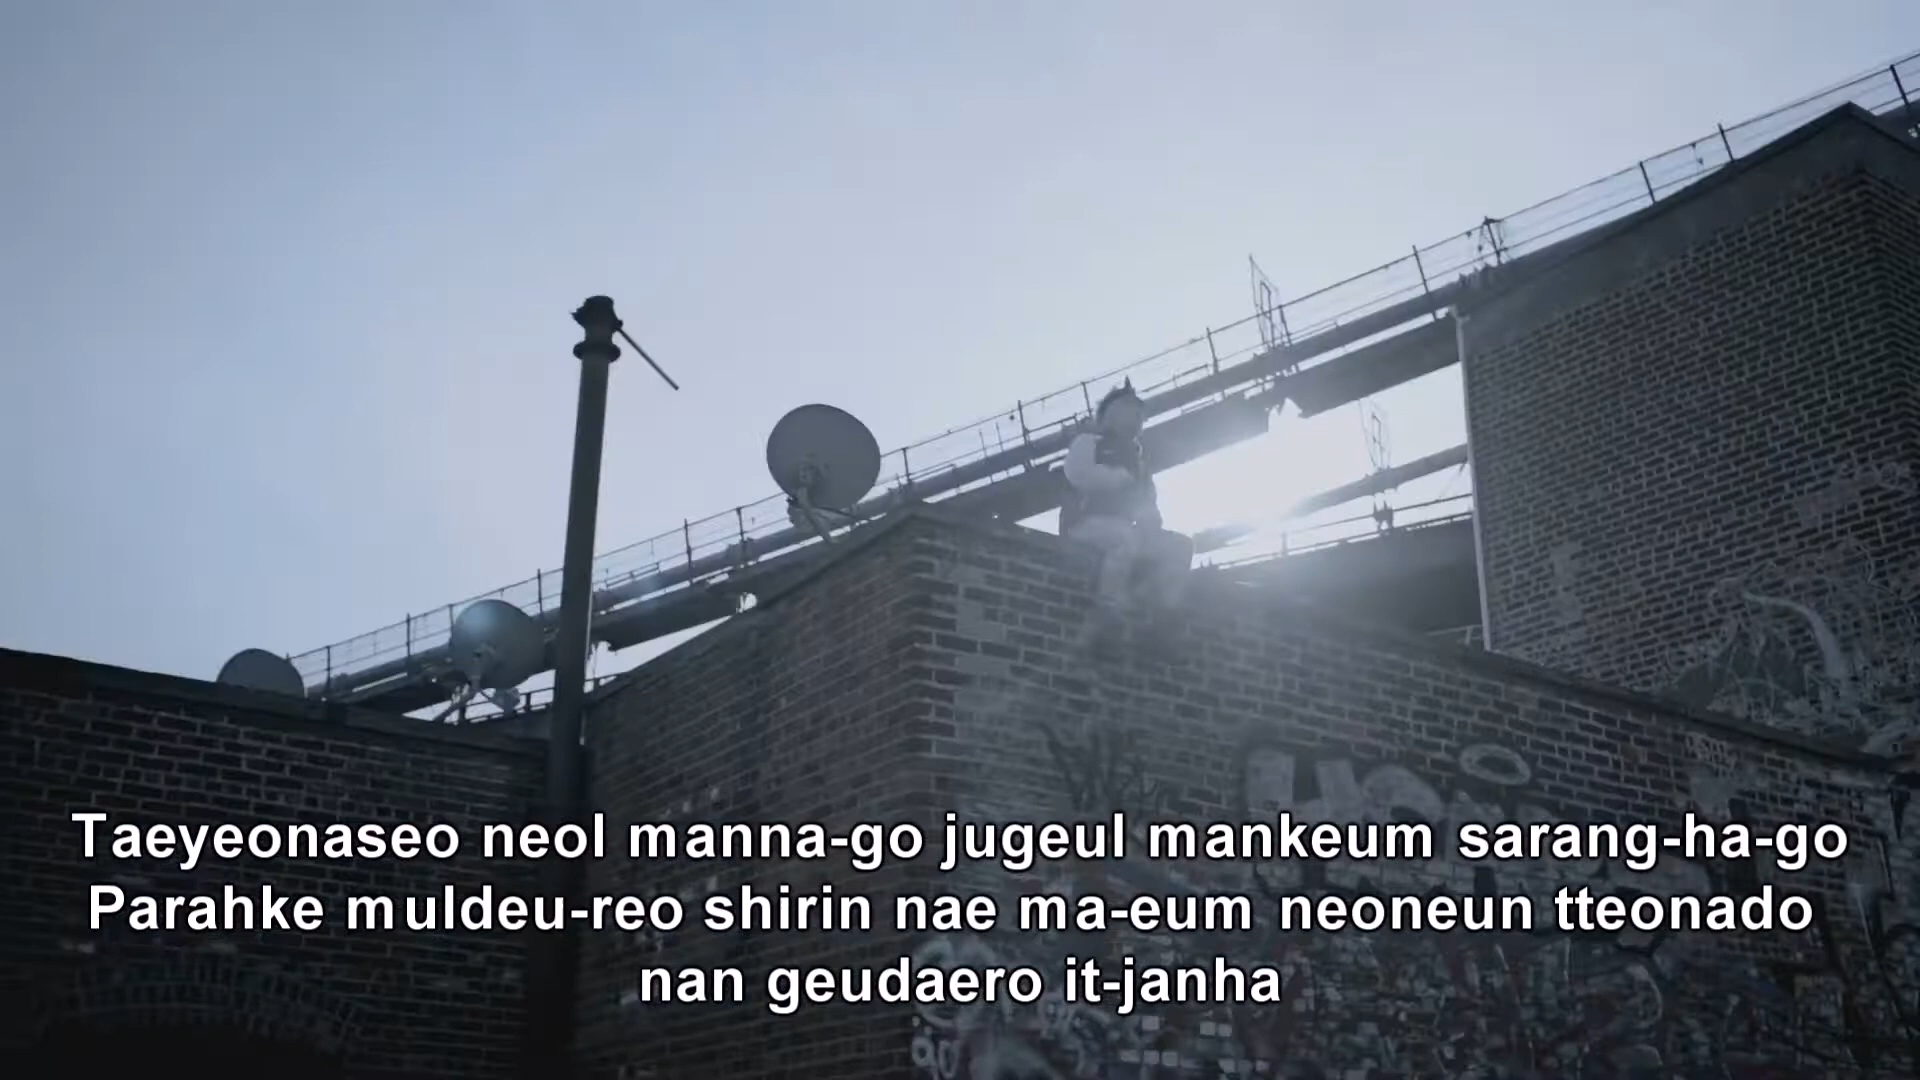 Taeyeonaseo neol manna-go jugeul mankeum sarang-ha-go
Parahke muldeu-reo shirin nae ma-eum neoneun tteonado
nan geudaero it-janha